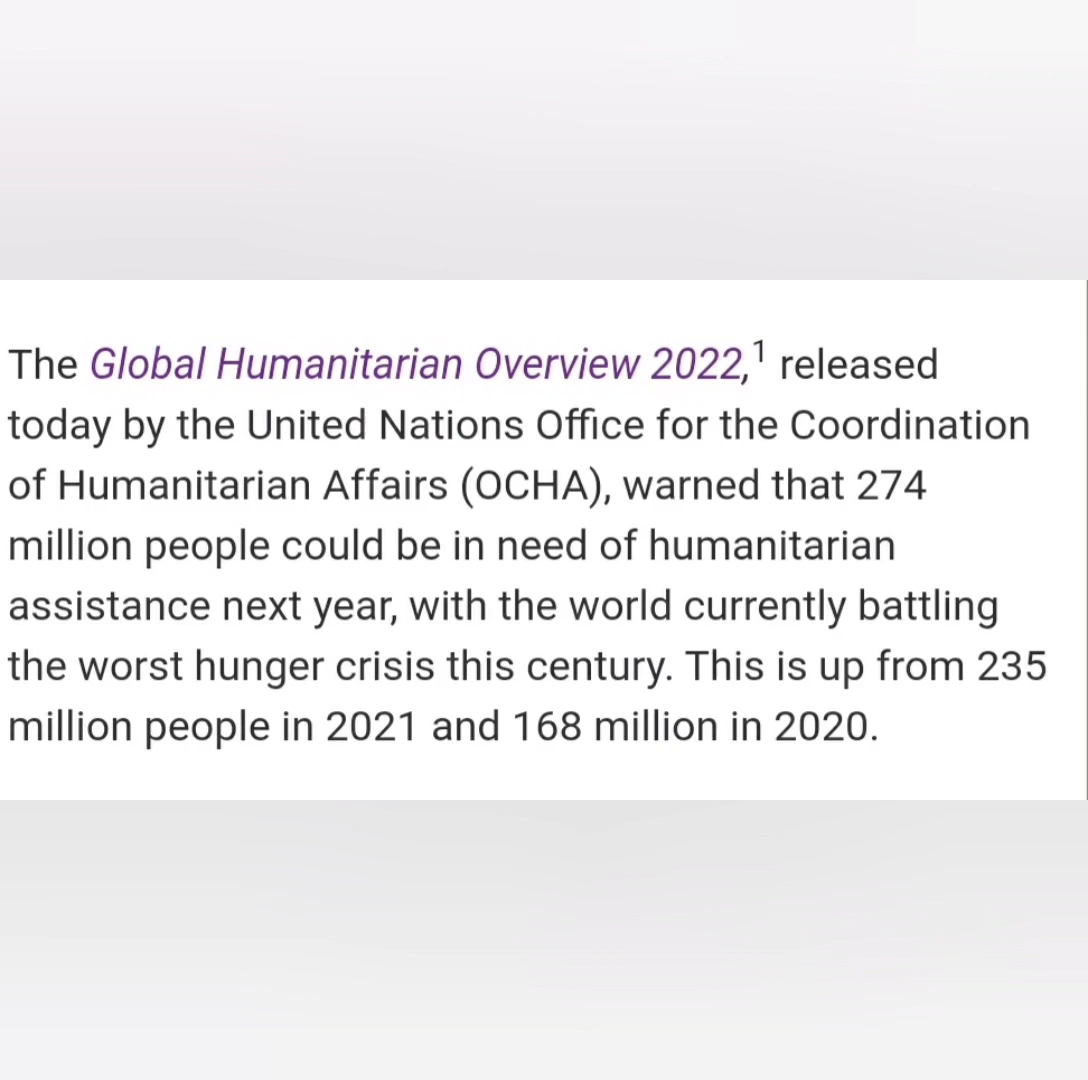 The Global Humanitarian Overview 2022,¹ released
today by the United Nations Office for the Coordination
of Humanitarian Affairs (OCHA), warned that 274
million people could be in need of humanitarian
assistance next year, with the world currently battling
the worst hunger crisis this century. This is up from 235
million people in 2021 and 168 million in 2020.